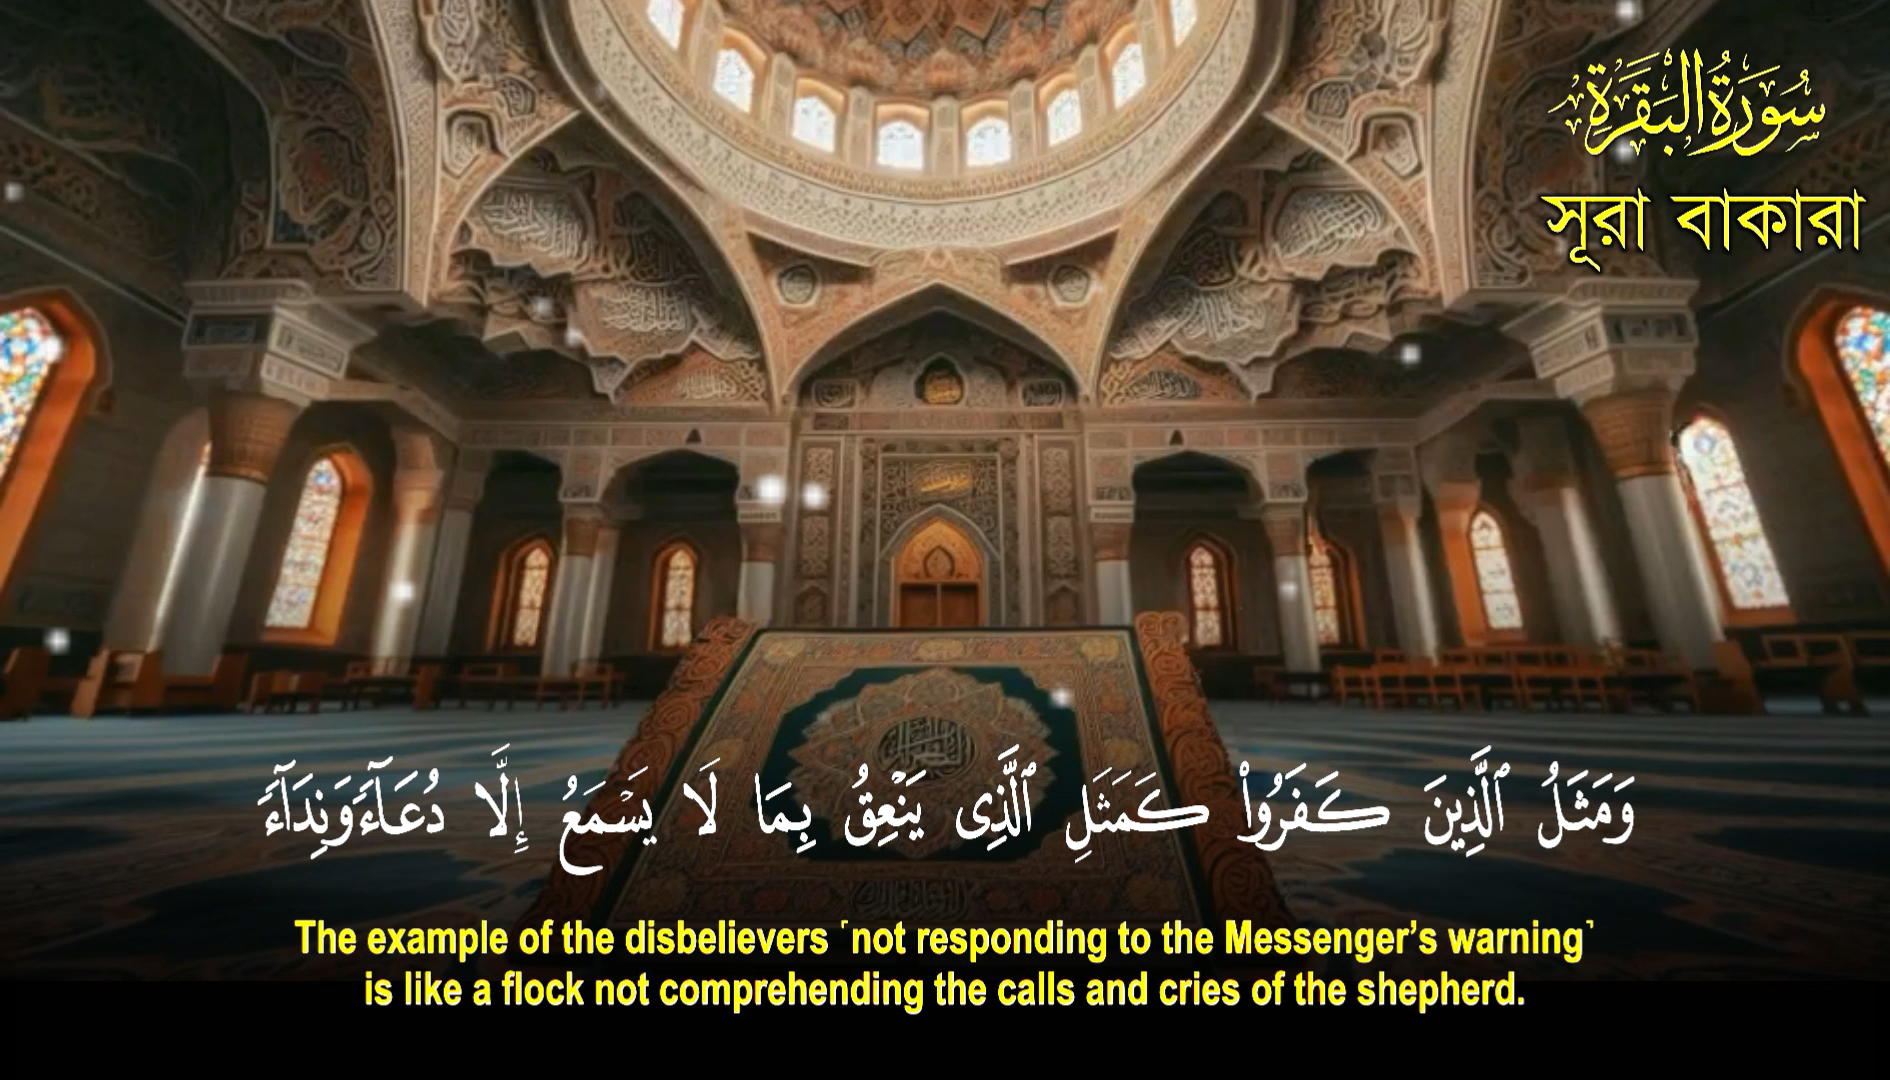 سُورَةُ الْبَقَرَةِ
সূরা বাকারা
وَمَثَلُ ٱلَّذِينَ كَفَرُوا۟ كَمَثَلِ ٱلَّذِى يَنْعِقُ بِمَا لَا يَسْمَعُ إِلَّا دُعَآءً وَنِدَآءً
The example of the disbelievers ˹not responding to the Messenger’s warning˺
is like a flock not comprehending the calls and cries of the shepherd.